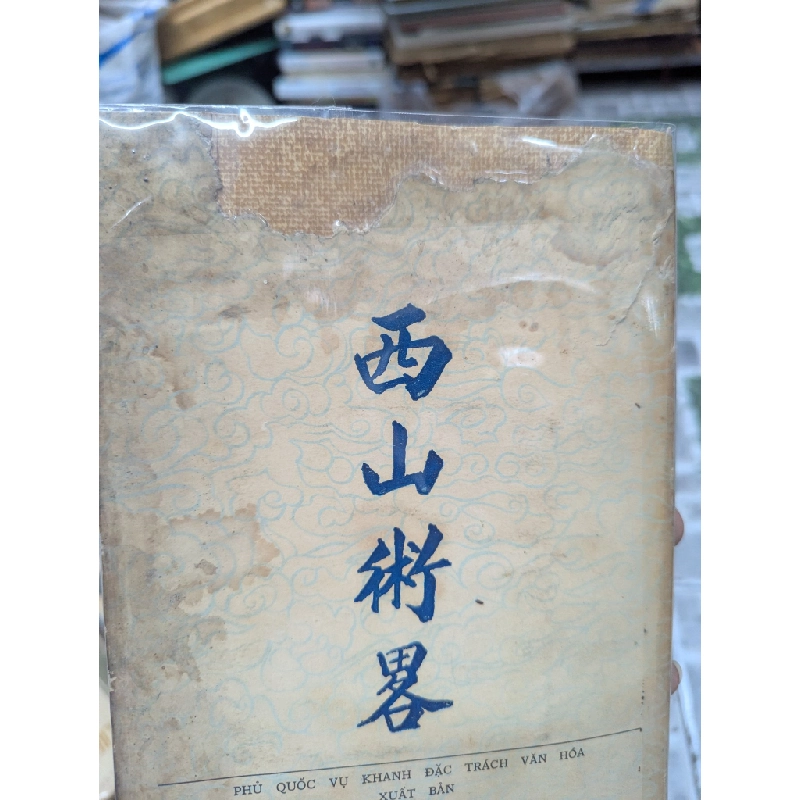 西山術畧
PHỦ QUỐC VỤ KHANH ĐẶC TRÁCH VĂN HÓA
XUẤT BẢN